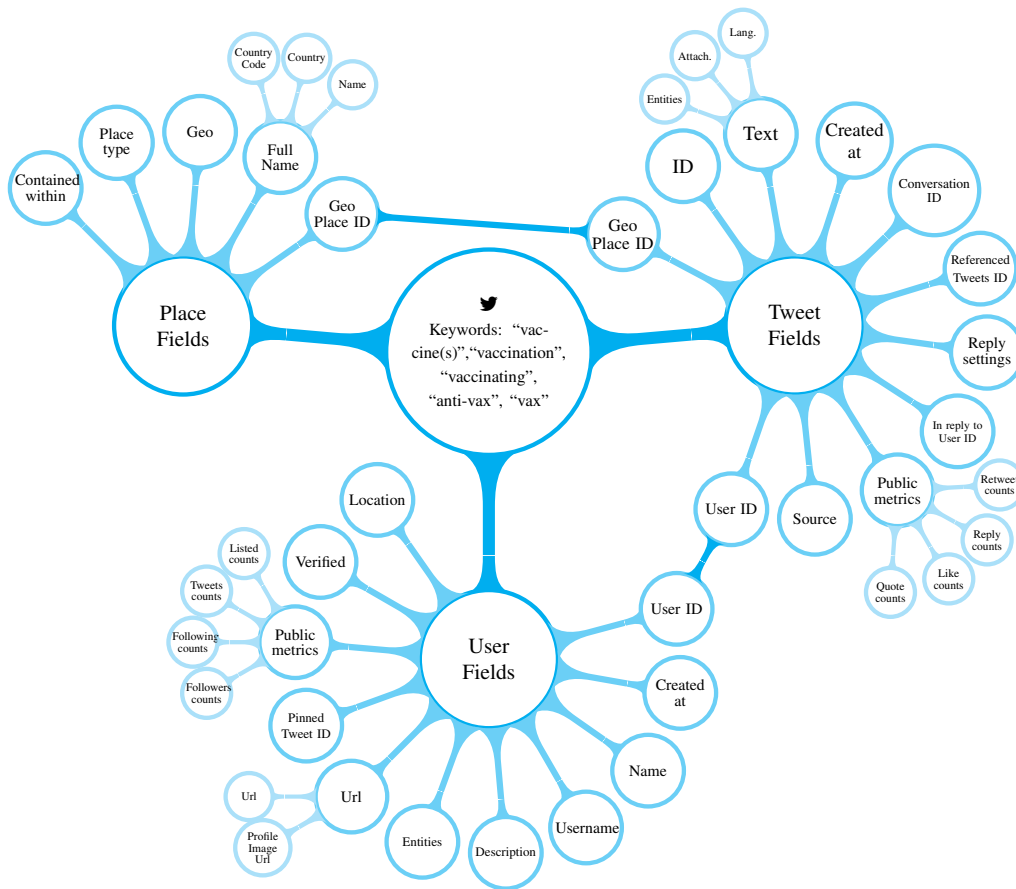 Country
Code
Country
Name
Place
type
Geo
Full
Name
Contained
within
Geo
Place ID
Place
Fields
Lang.
Attach.
Entities
Text
Created
at
ID
Conversation
ID
Geo
Place ID
Referenced
Tweets ID
Tweet
Fields
Reply
settings
In reply to
User ID
Public
metrics
Retweet
counts
Reply
counts
Like
counts
Quote
counts
Source
User ID
Keywords: “vac-
cine(s)”,“vaccination”,
“vaccinating”,
“anti-vax”, “vax”
Location
Verified
Listed
counts
Tweets
counts
Following
counts
Followers
counts
Public
metrics
User ID
User
Fields
Created
at
Pinned
Tweet ID
Name
Url
Url
Profile
Image
Url
Entities
Description
Username